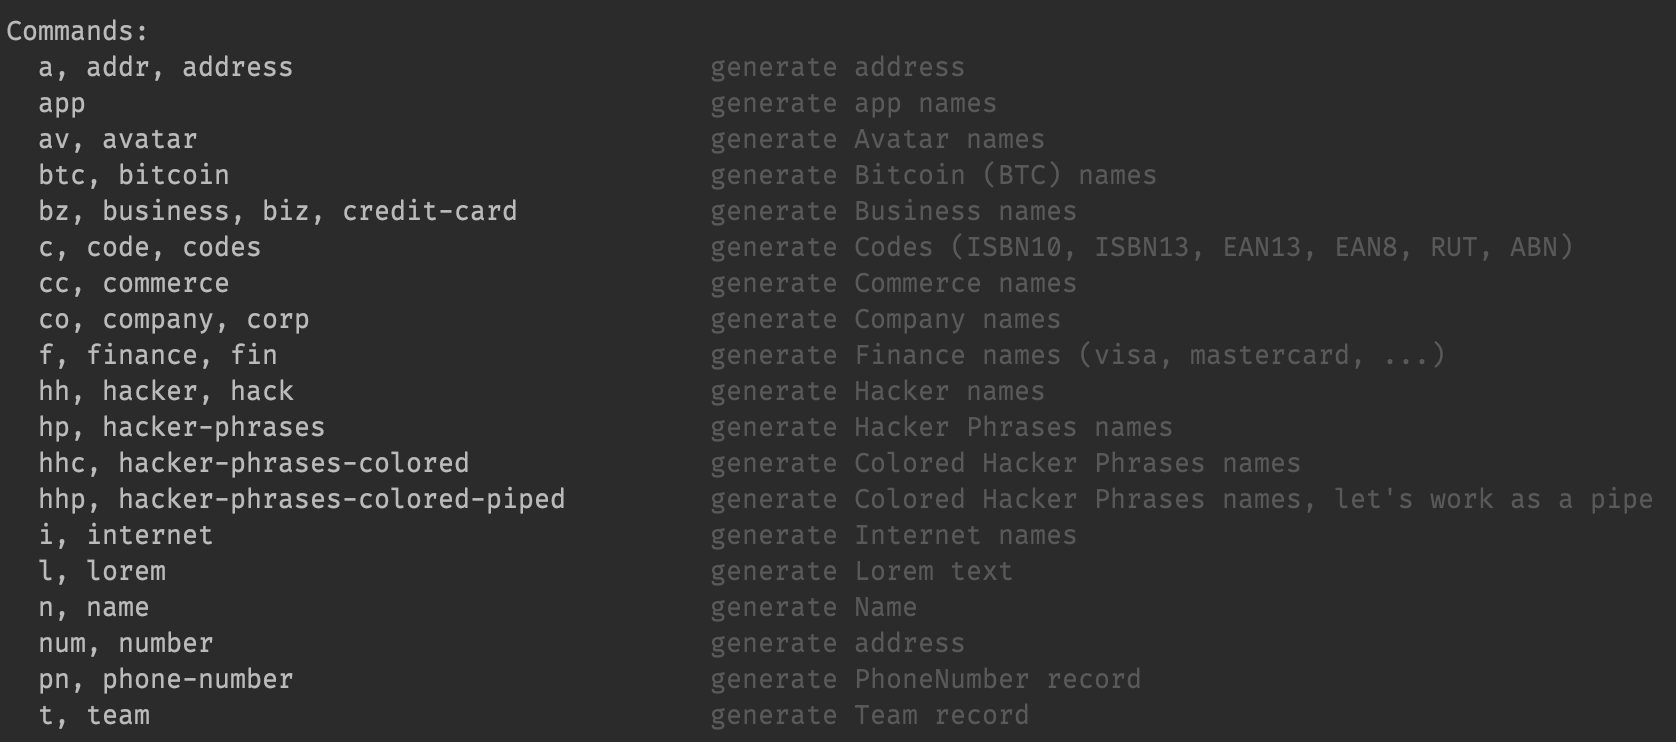 Commands:
a, addr, address generate address
app generate app names
av, avatar generate Avatar names
btc, bitcoin generate Bitcoin (BTC) names
bz, business, biz, credit-card generate Business names
c, code, codes generate Codes (ISBN10, ISBN13, EAN13, EAN8, RUT, ABN)
cc, commerce generate Commerce names
co, company, corp generate Company names
f, finance, fin generate Finance names (visa, mastercard, ...)
hh, hacker, hack generate Hacker names
hp, hacker-phrases generate Hacker Phrases names
hhc, hacker-phrases-colored generate Colored Hacker Phrases names
hhp, hacker-phrases-colored-piped generate Colored Hacker Phrases names, let's work as a pipe
i, internet generate Internet names
l, lorem generate Lorem text
n, name generate Name
num, number generate address
pn, phone-number generate PhoneNumber record
t, team generate Team record